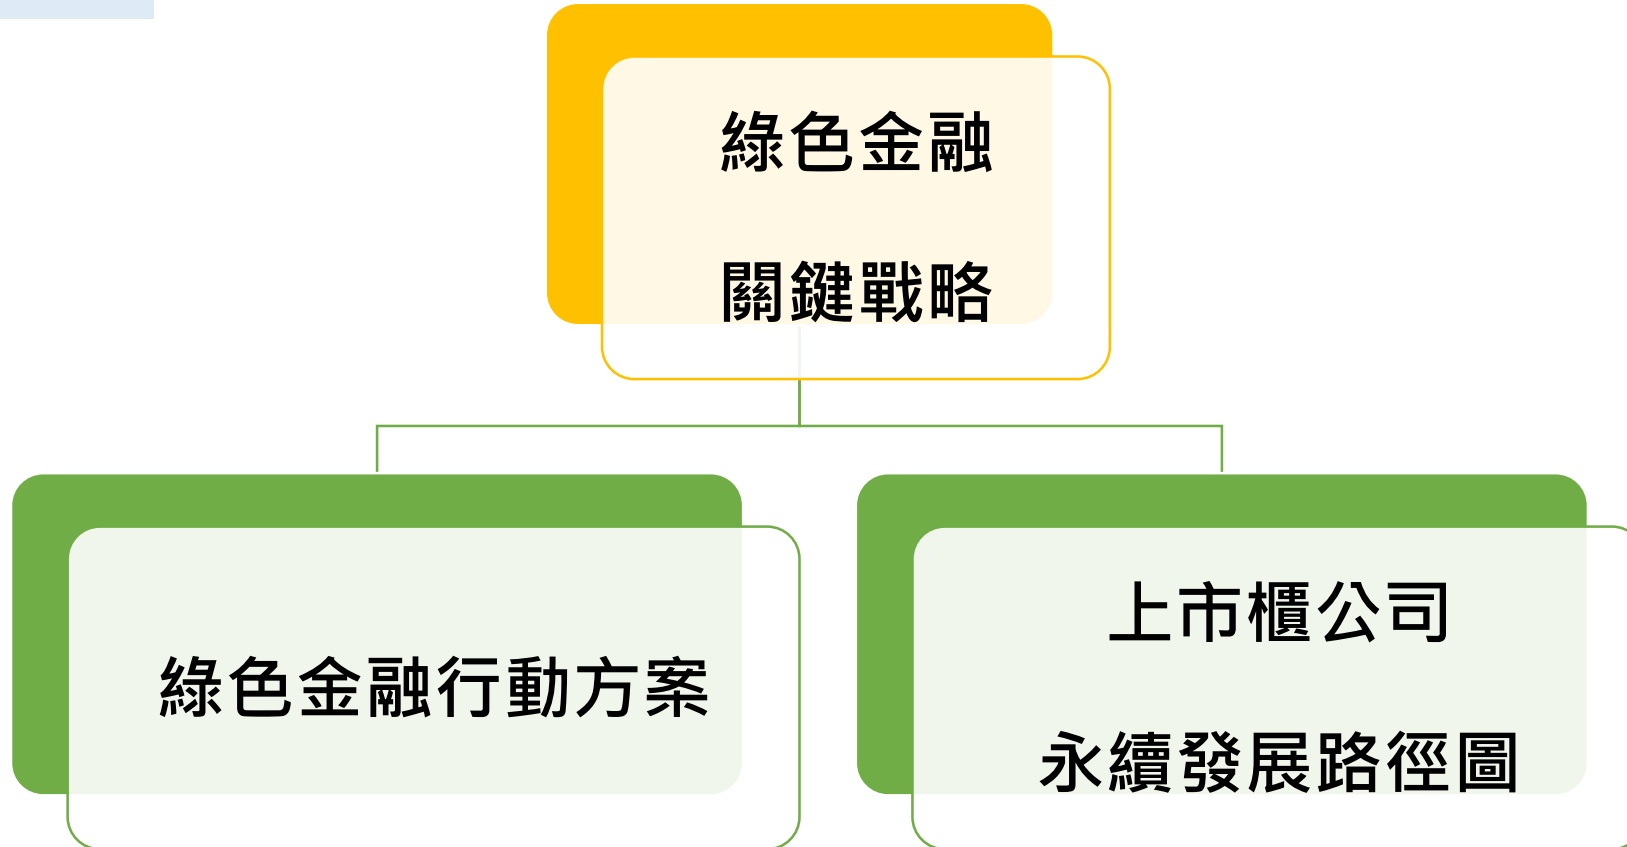 綠色金融
關鍵戰略
綠色金融行動方案
上市櫃公司
永續發展路徑圖